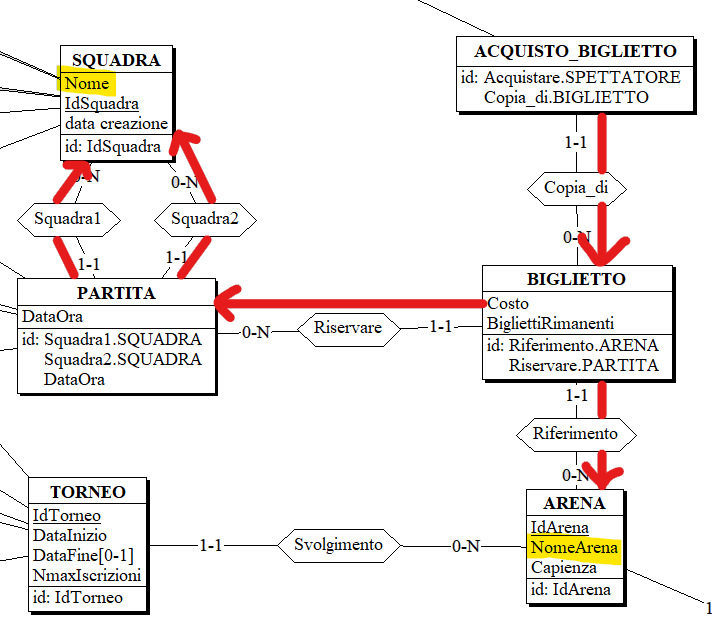 SQUADRA
Nome
IdSquadra
data creazione
id: IdSquadra
ACQUISTO_BIGLIETTO
id: Acquistare.SPETTATORE
Copia_di.BIGLIETTO
1-1
Copia_di
0-N
0-N
0-N
Squadra1
Squadra2
1-1
1-1
PARTITA
DataOra
id: Squadra1.SQUADRA
Squadra2.SQUADRA
DataOra
0-N
Riservare
1-1
BIGLIETTO
Costo
BigliettiRimanenti
id: Riferimento.ARENA
Riservare.PARTITA
1-1
Riferimento
0-N
TORNEO
IdTorneo
DataInizio
DataFine[0-1]
NmaxIscrizioni
id: IdTorneo
1-1
Svolgimento
0-N
ARENA
IdArena
NomeArena
Capienza
id: IdArena
1